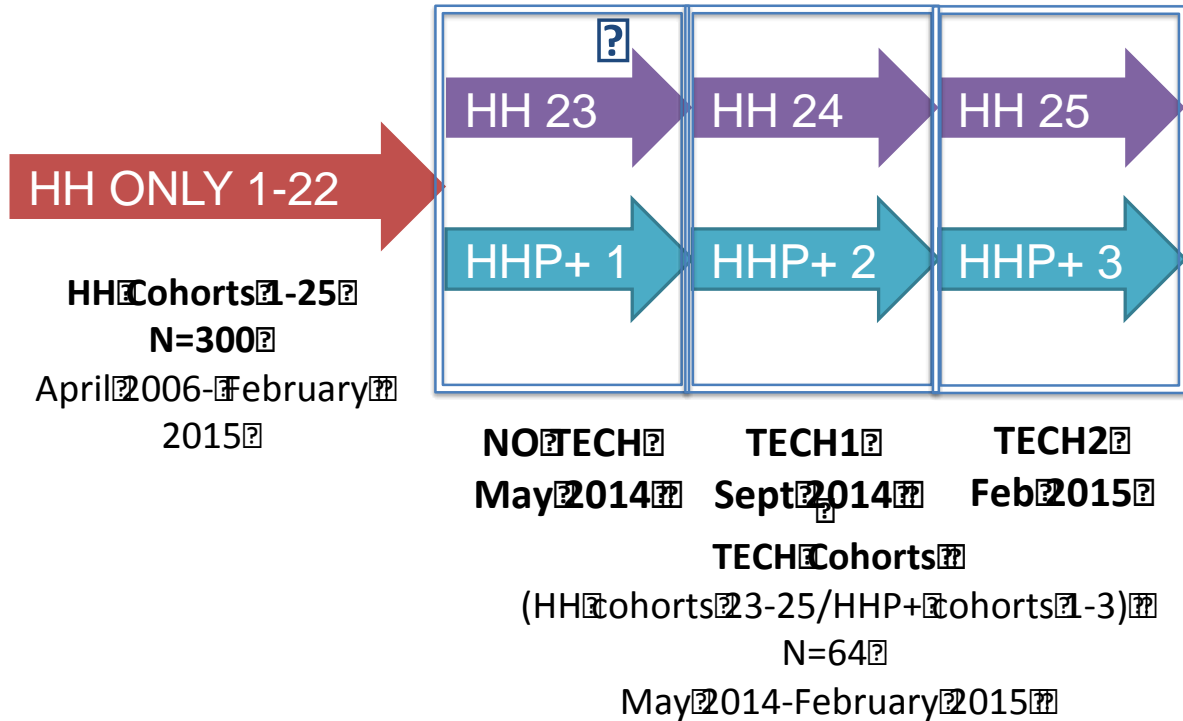 HH 23
HH 24
HH 25
HH ONLY 1-22
HHP+ 1
HHP+ 2
HHP+ 3
HH Cohorts 1-25
N=300
April 2006- February
2015
NO TECH
May 2014
TECH1
Sept 2014
TECH2
Feb 2015
TECH Cohorts
(HH cohorts 23-25/HHP+ cohorts 1-3)
N=64
May 2014-February 2015